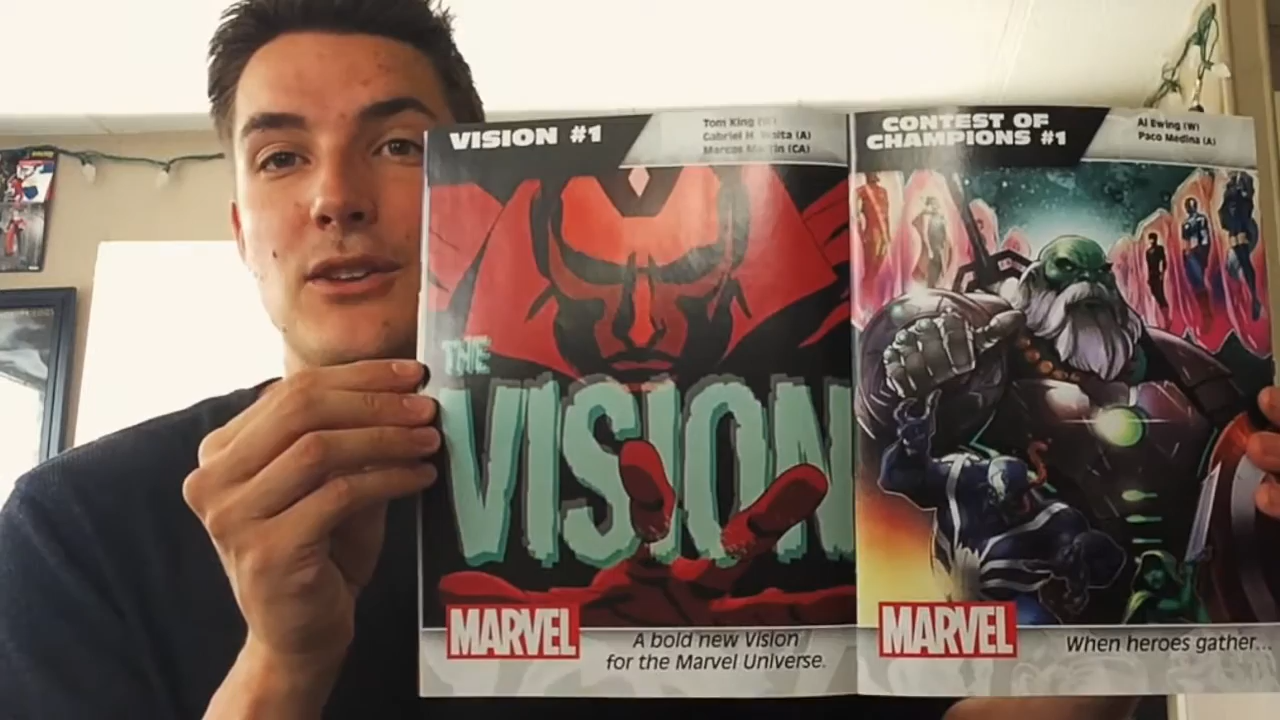 VISION #1
Tom King
Gabriel H. (A)
Marcos Martin (CA)
THE
VISION
MARVEL
A bold new Vision
for the Marvel Universe.
CONTEST OF
CHAMPIONS #1
Al Ewing (W)
Paco Medina (A)
MARVEL
When heroes gather...